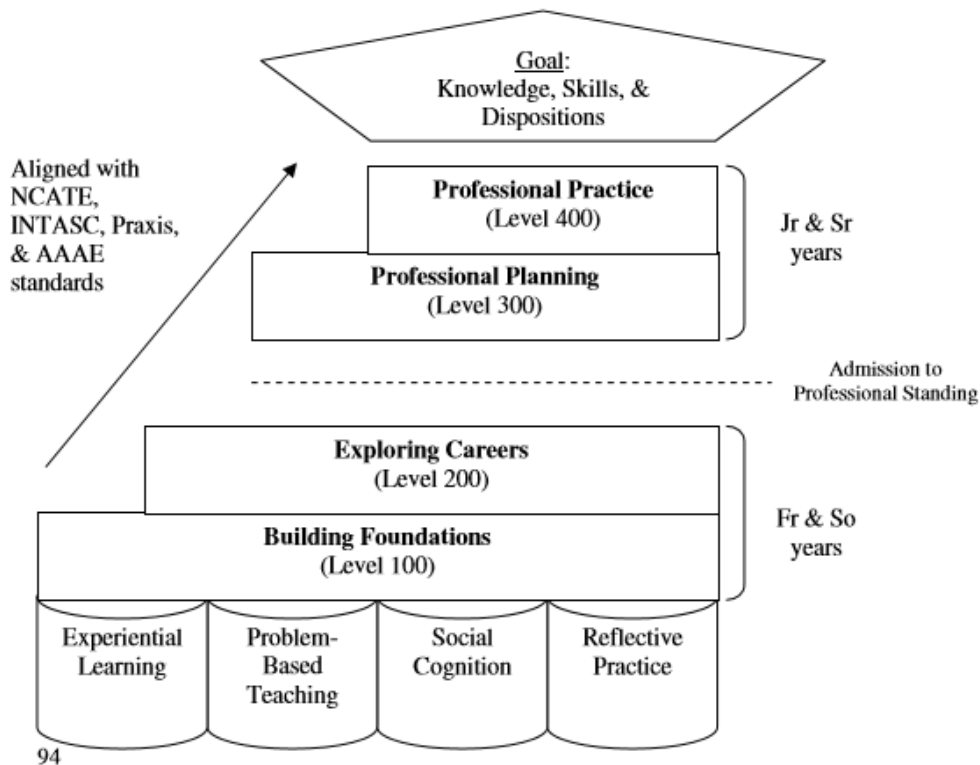 Goal:
Knowledge, Skills, &
Dispositions
Aligned with
NCATE,
INTASC, Praxis,
& AAAE
standards
Professional Practice
(Level 400)
Jr & Sr
years
Professional Planning
(Level 300)
Admission to
Professional Standing
Exploring Careers
(Level 200)
Fr & So
years
Building Foundations
(Level 100)
Experiential
Learning
Problem-
Based
Teaching
Social
Cognition
Reflective
Practice
94